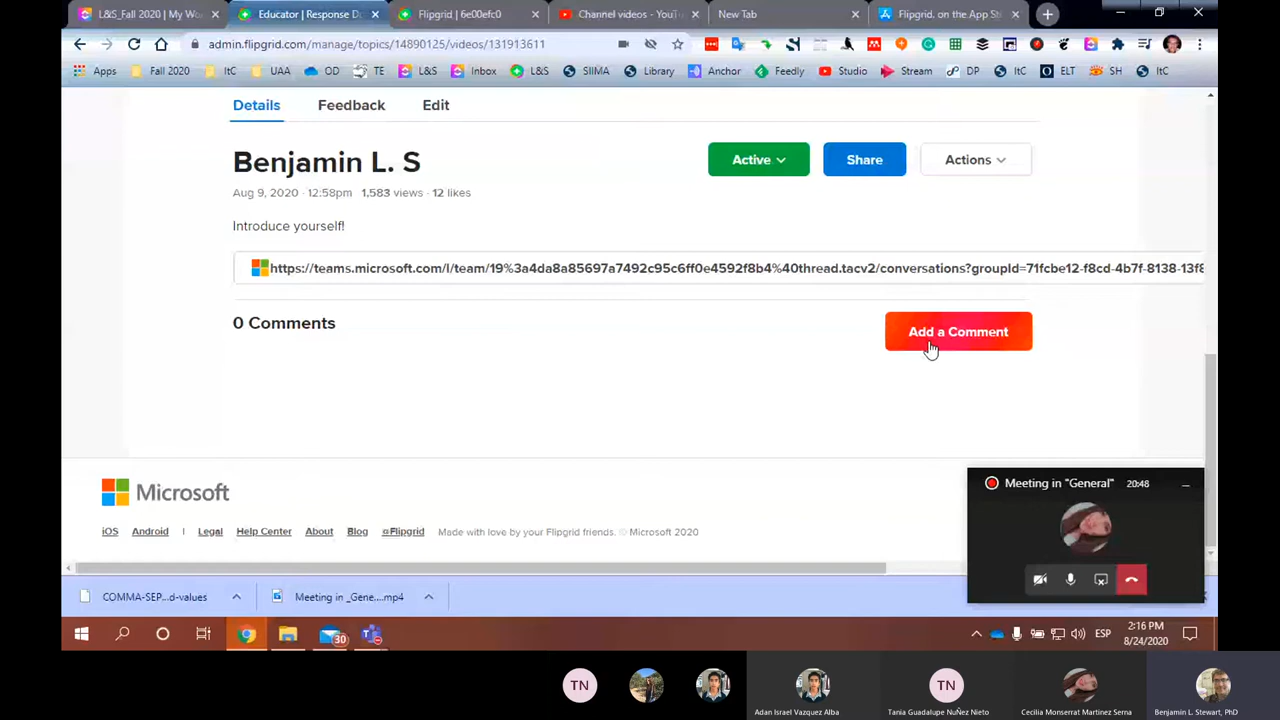 L&S_Fall 2020 | My Wo
Educator | Response D
Flipgrid | 6e00efc0
Channel videos - YouTu
New Tab
Flipgrid. on the App St
admin.flipgrid.com/manage/topics/14890125/videos/131913611
Apps
Fall 2020
ItC
UAA
OD
TE
L&S
Inbox
L&S
SIIMA
Library
Anchor
Feedly
Studio
Stream
DP
ItC
ELT
SH
ItC
Details
Feedback
Edit
Benjamin L. S
Active
Share
Actions
Aug 9, 2020 · 12:58pm 1,583 views · 12 likes
Introduce yourself!
https://teams.microsoft.com/l/team/19%3a4da8a85697a7492c95c6ff0e4592f8b4%40thread.tacv2/conversations?groupId=71fcbe12-f8cd-4b7f-8138-13f8
0 Comments
Add a Comment
Microsoft
Meeting in "General" 20:48
iOS
Android
|
Legal
Help Center
About
Blog
@Flipgrid
Made with love by your Flipgrid friends. © Microsoft 2020
COMMA-SEP...d-values
Meeting in _Gene....mp4
30
ESP
2:16 PM
8/24/2020
TN
TN
Adan Israel Vazquez Alba
Tania Guadalupe NuÑez Nieto
Cecilia Monserrat Martinez Serna
Benjamin L. Stewart, PhD